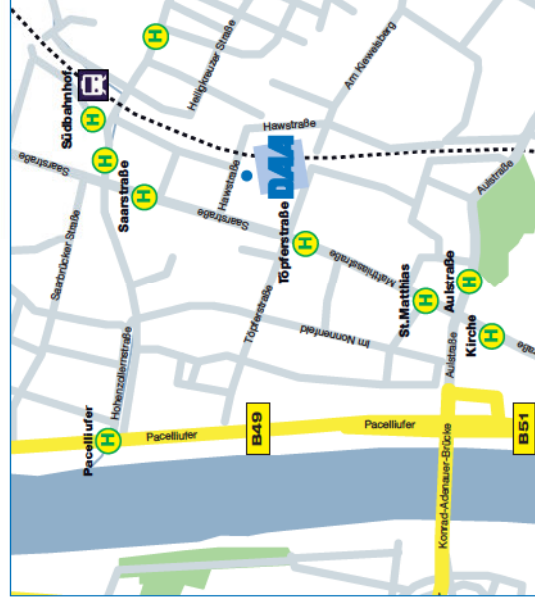 Südbahnhof
H
H
H
H
Heiligkreuzer Straße
Am Kiewelsberg
Saarstraße
Saarstraße
Saarbrücker Straße
Hawstraße
Hawstraße
DAA
Saarstraße
Töpferstraße
H
Matthiasstraße
Aulstraße
St.Matthias
H
Aulstraße
H
Kirche
H
Im Nonnenfeld
Töpferstraße
Hohenzollernstraße
Aulstraße
straße
Pacelliufer
H
Pacelliufer
B49
Pacelliufer
B51
Konrad-Adenauer-Brücke